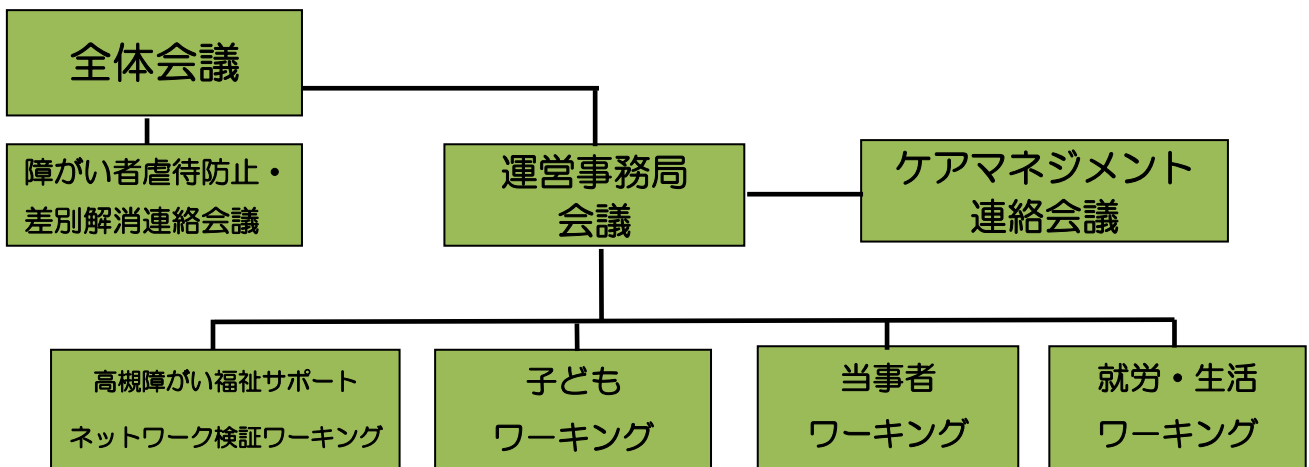 全体会議
障がい者虐待防止・
差別解消連絡会議
運営事務局
会議
ケアマネジメント
連絡会議
高槻障がい福祉サポート
ネットワーク検証ワーキング
子ども
ワーキング
当事者
ワーキング
就労・生活
ワーキング